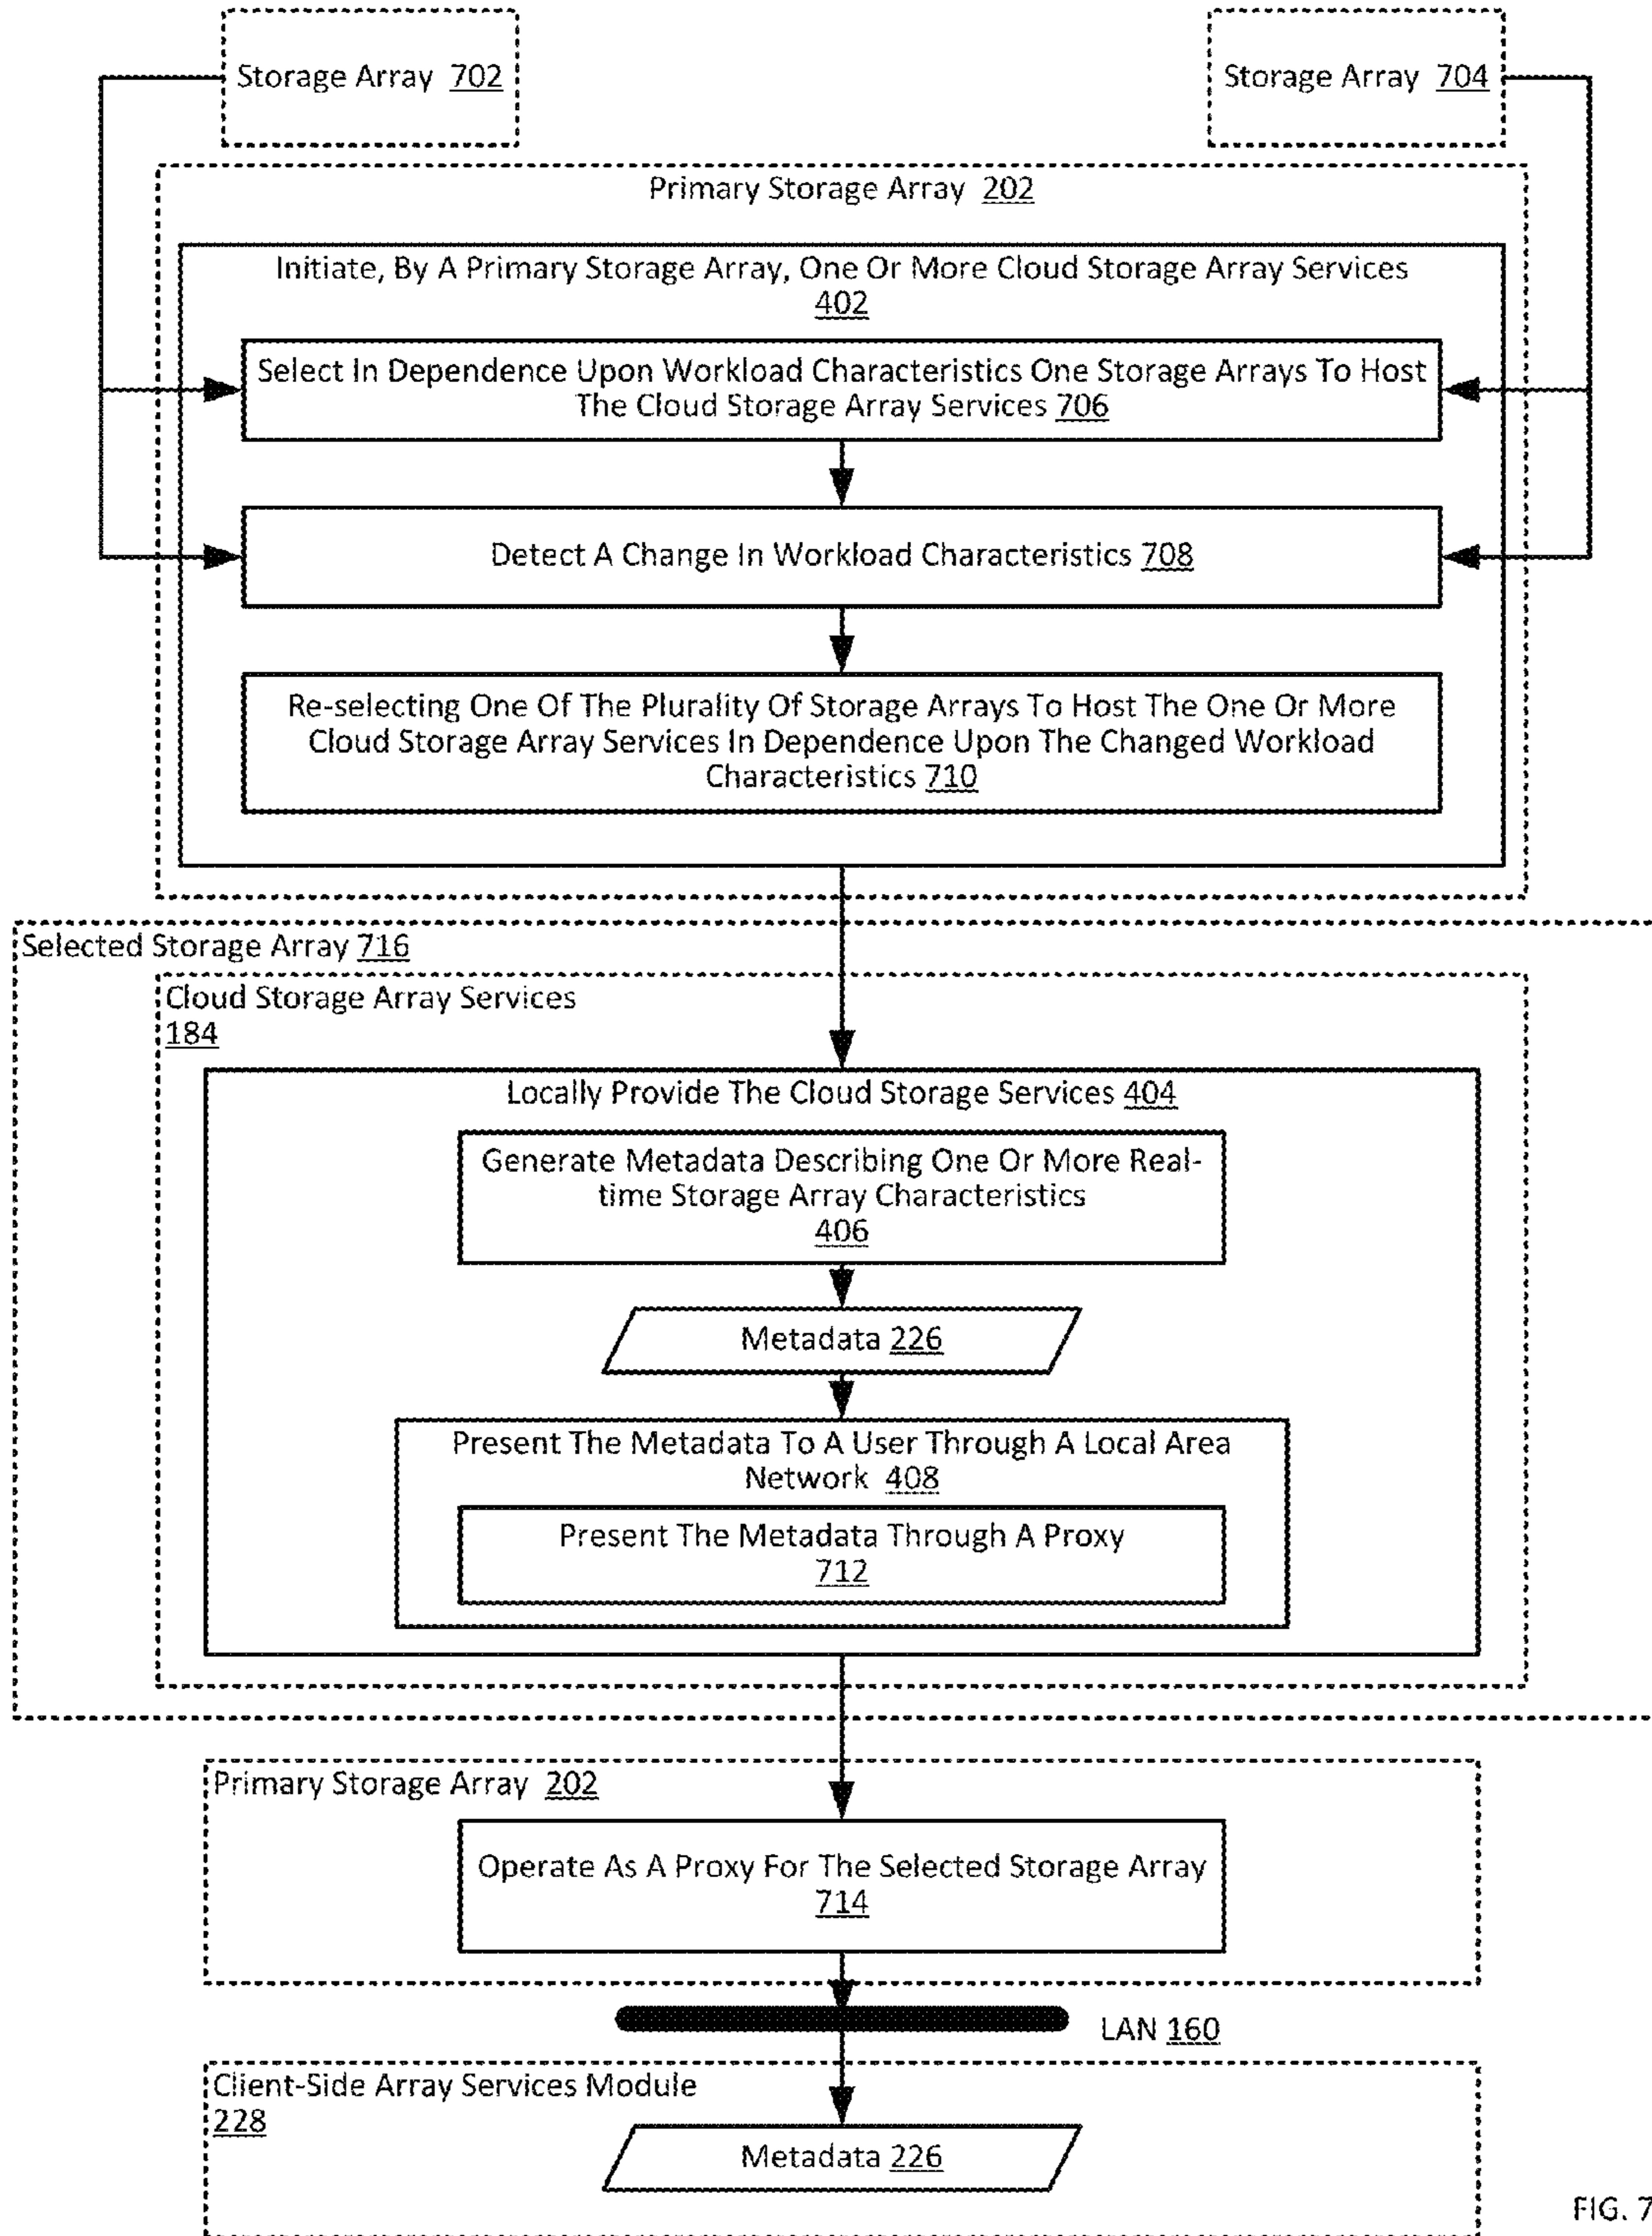 Storage Array 702
Storage Array 704
Primary Storage Array 202
Initiate, By A Primary Storage Array, One Or More Cloud Storage Array Services
402
Select In Dependence Upon Workload Characteristics One Storage Arrays To Host
The Cloud Storage Array Services 706
Detect A Change In Workload Characteristics 708
Re-selecting One Of The Plurality Of Storage Arrays To Host The One Or More
Cloud Storage Array Services In Dependence Upon The Changed Workload
Characteristics 710
Selected Storage Array 716
Cloud Storage Array Services
184
Locally Provide The Cloud Storage Services 404
Generate Metadata Describing One Or More Real-
time Storage Array Characteristics
406
Metadada 226
Present The Metadata To A User Through A Local Area
Network 408
Present The Metadata Through A Proxy
712
Primary Storage Array 202
Operate As A Proxy For The Selected Storage Array
714
LAN 160
Client-Side Array Services Module
228
Metadada 226
FIG. 7